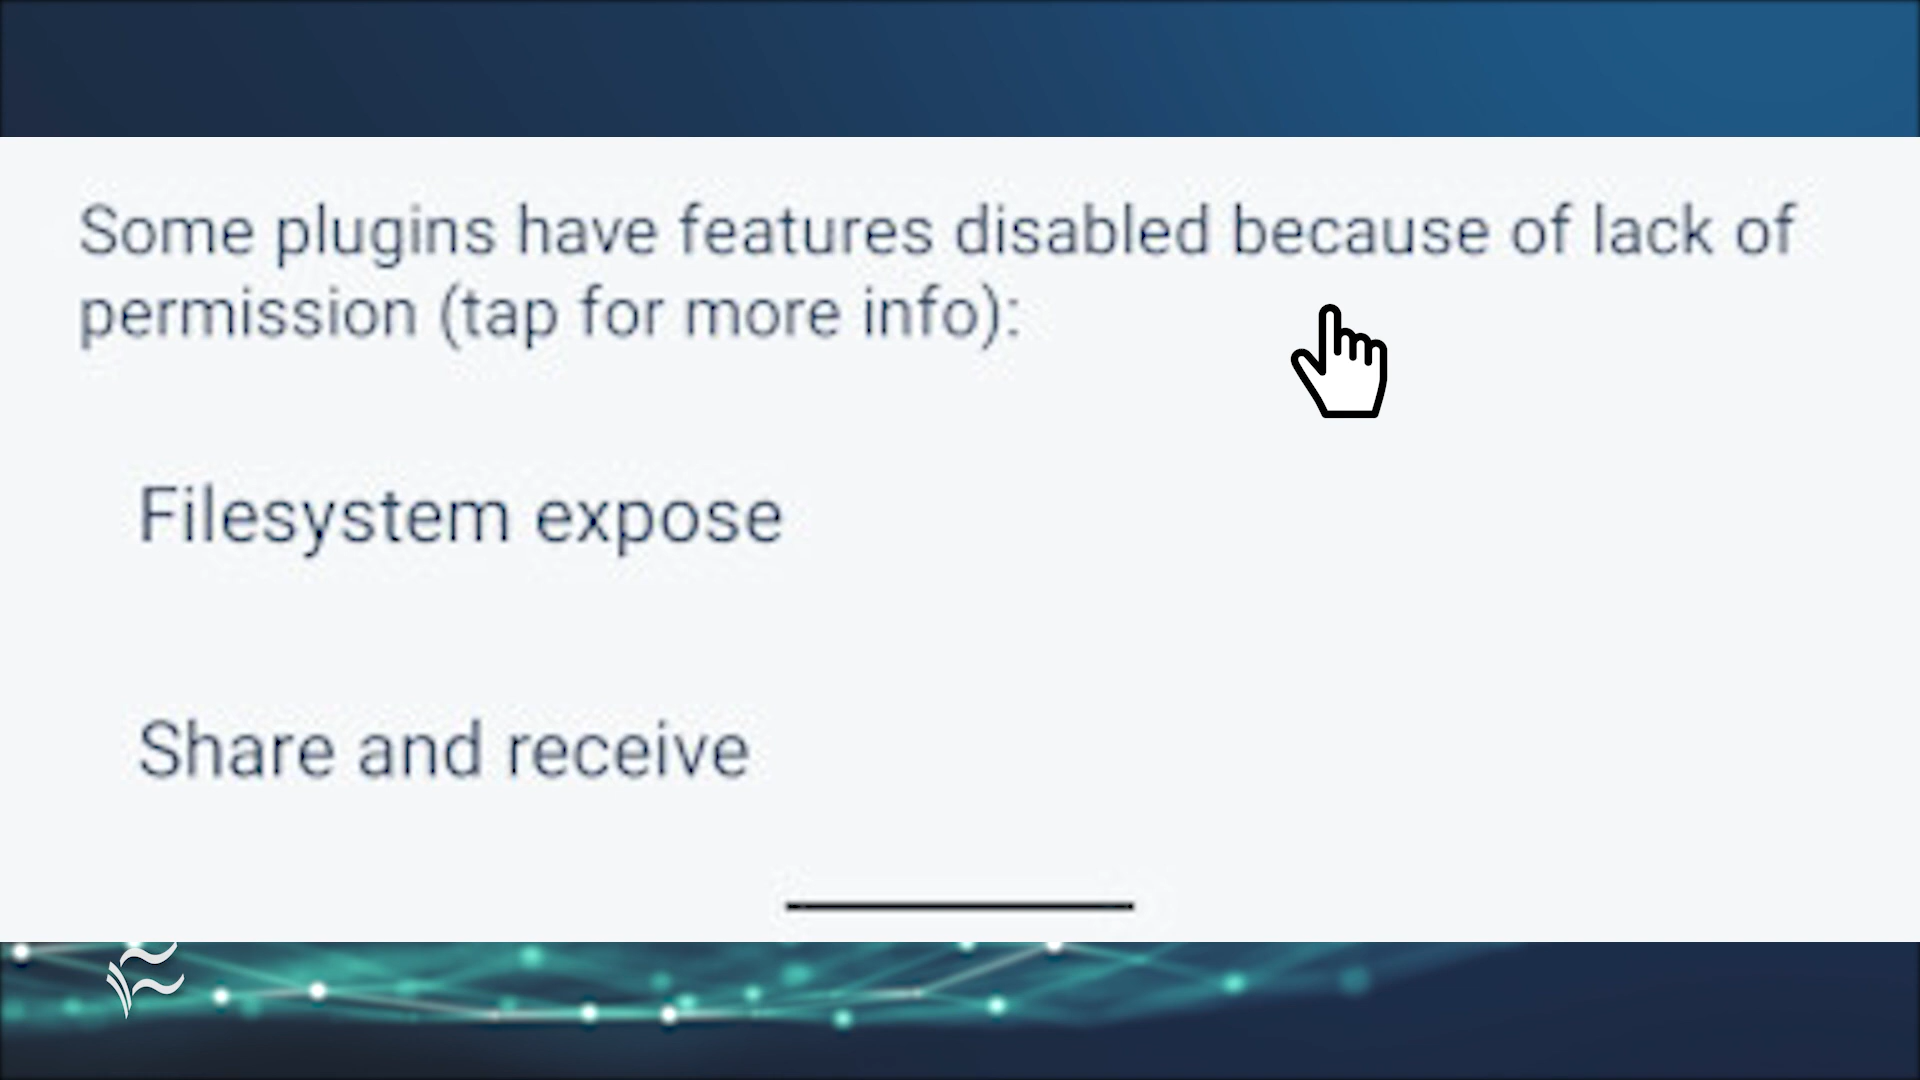 Some plugins have features disabled because of lack of
permission (tap for more info):
Filesystem expose
Share and receive